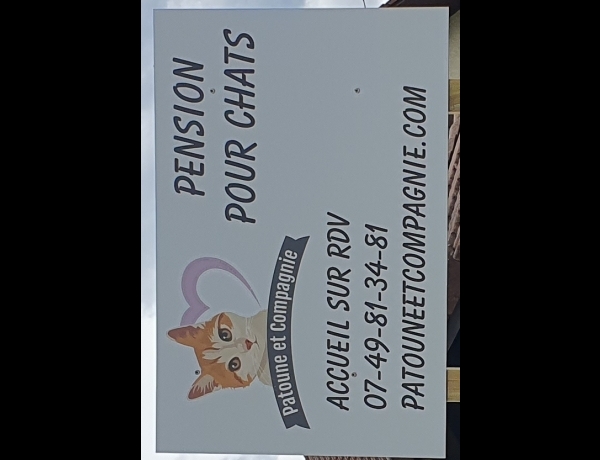 PENSION
POUR CHATS
Patoune et Compagnie
ACCUEIL SUR RDV
07-49-81-34-81
PATOUNEETCOMPAGNIE.COM